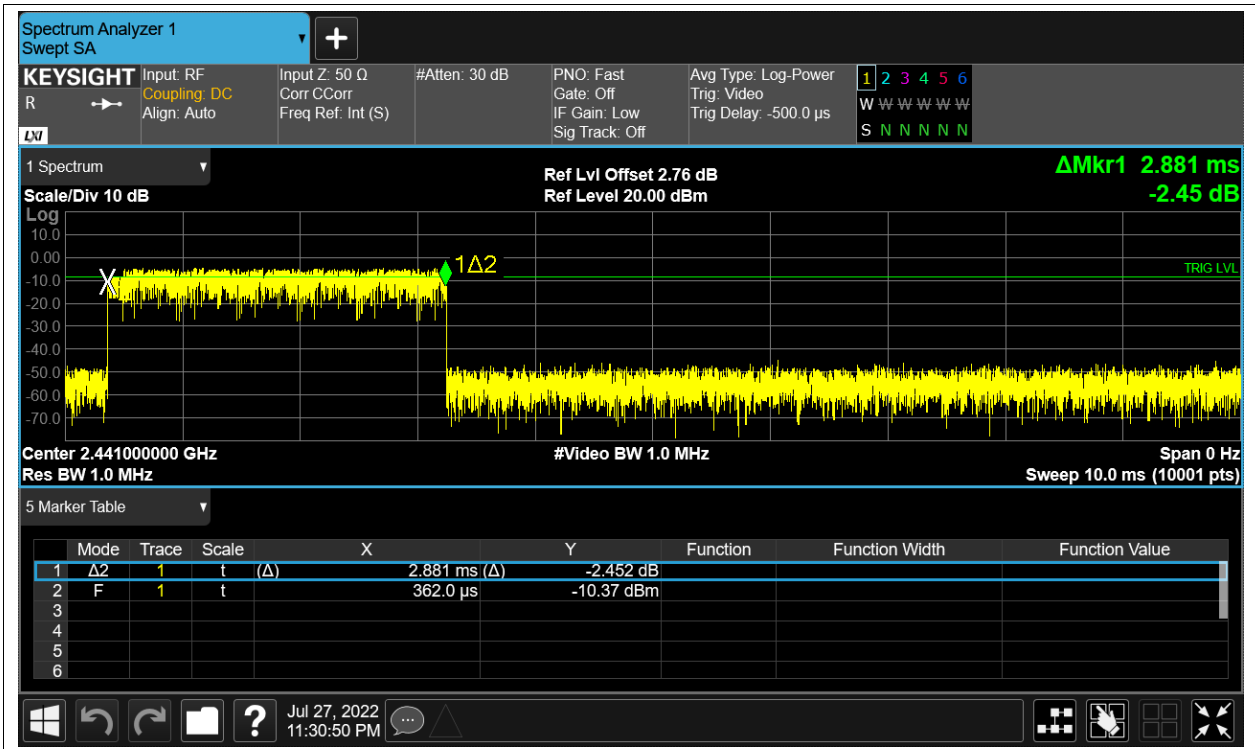 Spectrum Analyzer 1
Swept SA
KEYSIGHT
R
LXI
Input: RF
Coupling: DC
Align: Auto
Input Z: 50 Ω
Corr CCorr
Freq Ref: Int (S)
#Atten: 30 dB
PNO: Fast
Gate: Off
IF Gain: Low
Sig Track: Off
Avg Type: Log-Power
Trig: Video
Trig Delay: -500.0 µs
1 2 3 4 5 6
W W W W W W
S N N N N N
1 Spectrum
Scale/Div 10 dB
Ref Lvl Offset 2.76 dB
Ref Level 20.00 dBm
ΔMkr1 2.881 ms
-2.45 dB
Log
10.0
0.00
-10.0
-20.0
-30.0
-40.0
-50.0
-60.0
-70.0
X
1Δ2
TRIG LVL
Center 2.441000000 GHz
#Video BW 1.0 MHz
Span 0 Hz
Res BW 1.0 MHz
Sweep 10.0 ms (10001 pts)
5 Marker Table
Mode Trace Scale X Y Function Function Width Function Value
1 Δ2 1 t (Δ) 2.881 ms (Δ) -2.452 dB
2 F 1 t 362.0 µs -10.37 dBm
3
4
5
6
?
Jul 27, 2022
11:30:50 PM